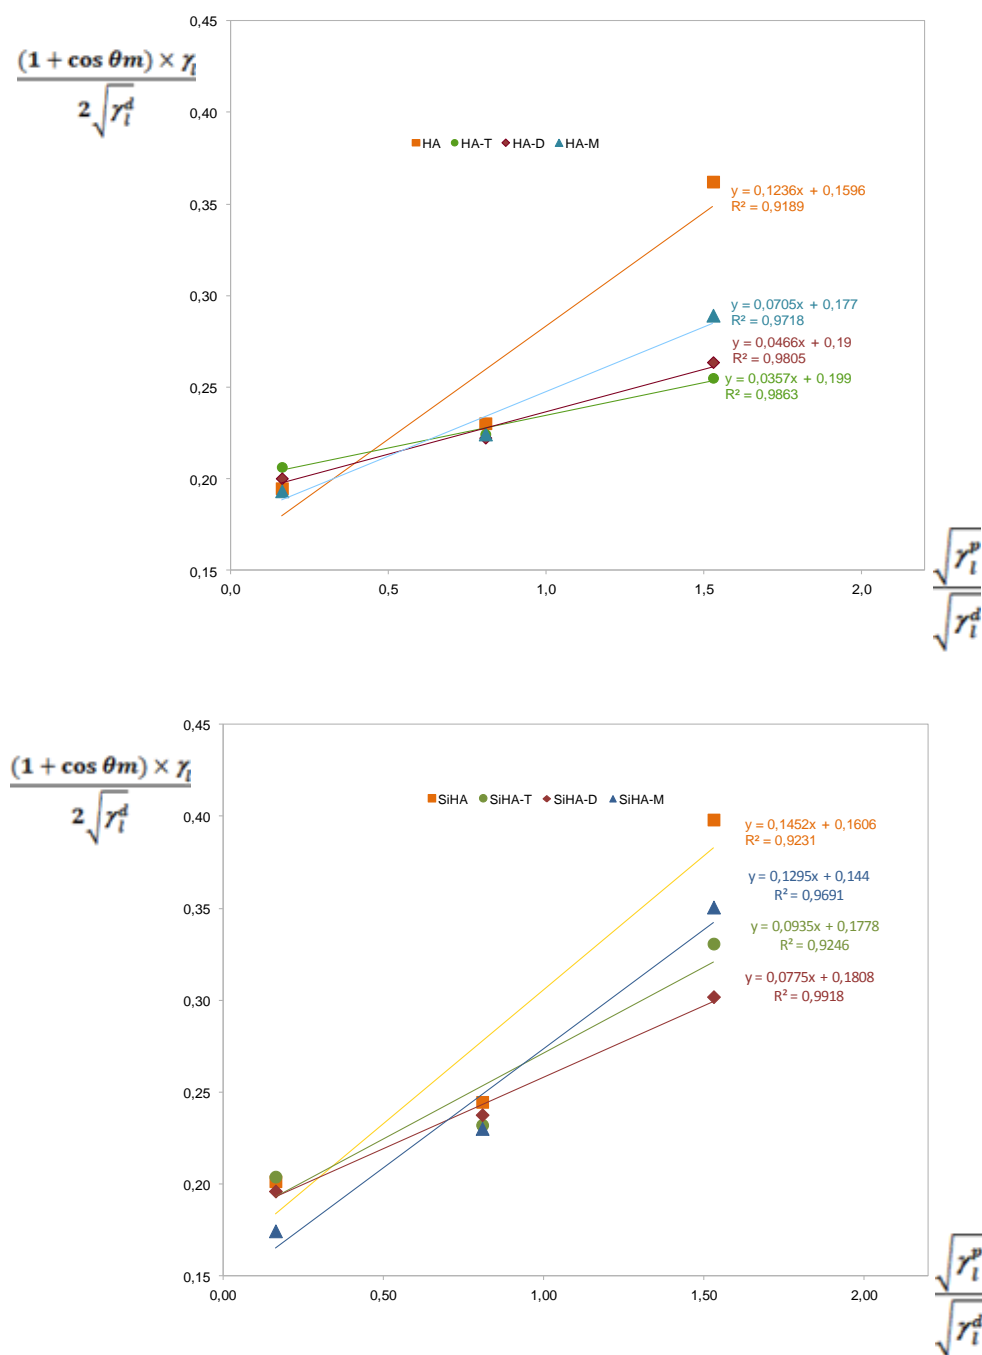 0,45
(1 + cos θm) × γl
2√γl^d
0,40
HA HA-T HA-D HA-M
0,35
y = 0,1236x + 0,1596
R² = 0,9189
0,30
y = 0,0705x + 0,177
R² = 0,9718
y = 0,0466x + 0,19
R² = 0,9805
0,25
y = 0,0357x + 0,199
R² = 0,9863
0,20
0,15
0,0 0,5 1,0 1,5 2,0
√γl^p
√γl^d
0,45
(1 + cos θm) × γl
2√γl^d
0,40
SiHA SiHA-T SiHA-D SiHA-M
y = 0,1452x + 0,1606
R² = 0,9231
y = 0,1295x + 0,144
R² = 0,9691
0,35
y = 0,0935x + 0,1778
R² = 0,9246
y = 0,0775x + 0,1808
R² = 0,9918
0,30
0,25
0,20
0,15
0,00 0,50 1,00 1,50 2,00
√γl^p
√γl^d